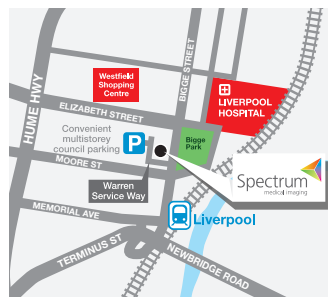 Westfield
Shopping
Centre
BIGGE STREET
LIVERPOOL
HOSPITAL
HUME HWY
ELIZABETH STREET
Convenient
multistorey
council parking
P
Bigge
Park
MOORE ST
Warren
Service Way
Spectrum
medical imaging
MEMORIAL AVE
Liverpool
TERMINUS ST
NEWBRIDGE ROAD